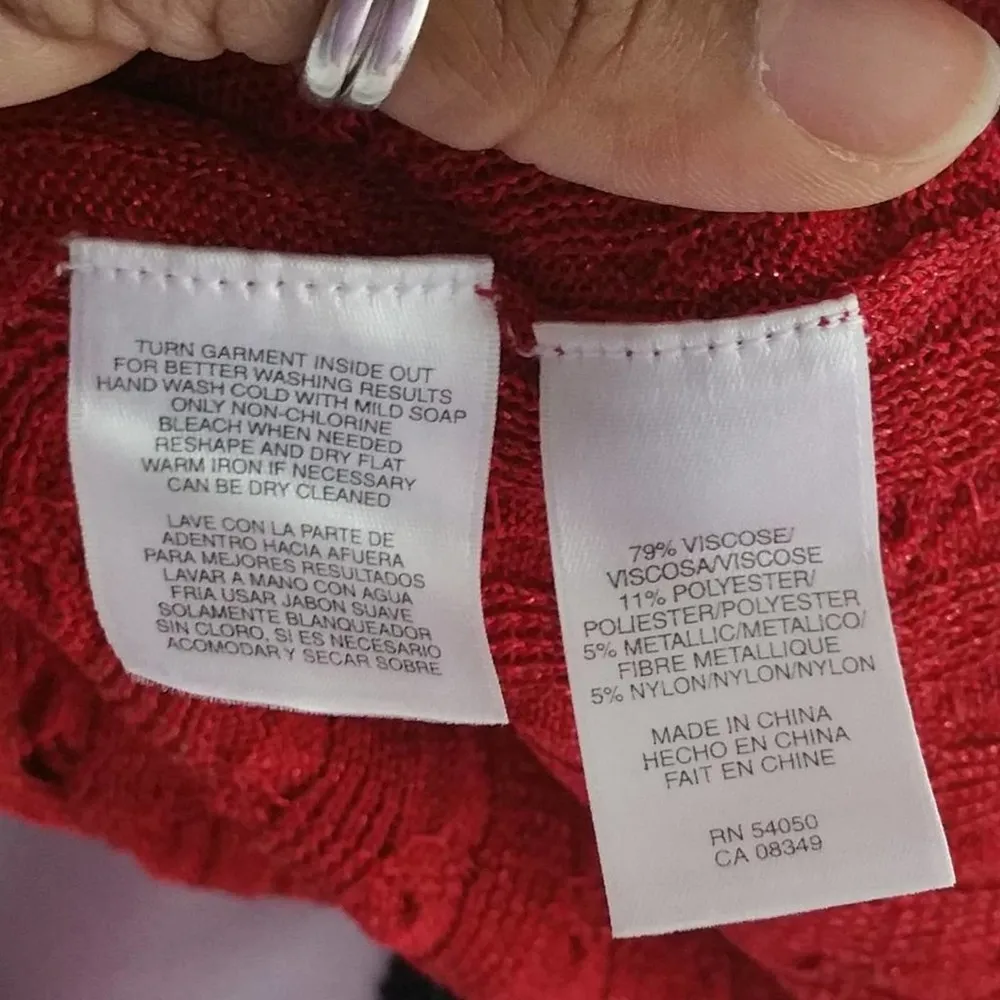 TURN GARMENT INSIDE OUT
FOR BETTER WASHING RESULTS
HAND WASH COLD WITH MILD SOAP
ONLY NON-CHLORINE
BLEACH WHEN NEEDED
RESHAPE AND DRY FLAT
WARM IRON IF NECESSARY
CAN BE DRY CLEANED
LAVE CON LA PARTE DE
ADENTRO HACIA AFUERA
PARA MEJORES RESULTADOS
LAVAR A MANO CON AGUA
FRIA USAR JABON SUAVE
SOLAMENTE BLANQUEADOR
SIN CLORO, SI ES NECESARIO
ACOMODAR Y SECAR SOBRE
79% VISCOSE/
VISCOSA/VISCOSE
11% POLYESTER/
POLIESTER/POLYESTER
5% METALLIC/METALICO/
FIBRE METALLIQUE
5% NYLON/NYLON/NYLON
MADE IN CHINA
HECHO EN CHINA
FAIT EN CHINE
RN 54050
CA 08349